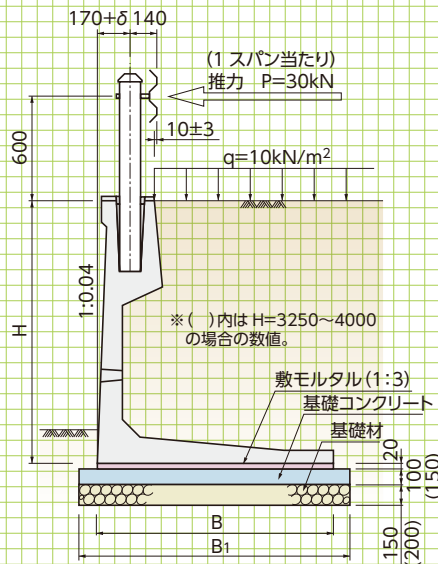 170+δ 140
(1 スパン当たり)
推力 P=30kN
600
10±3
q=10kN/m²
1:0.04
H
※( )内は H=3250～4000
の場合の数値。
敷モルタル(1:3)
基礎コンクリート
基礎材
20
100
(150)
B
B1
150
(200)